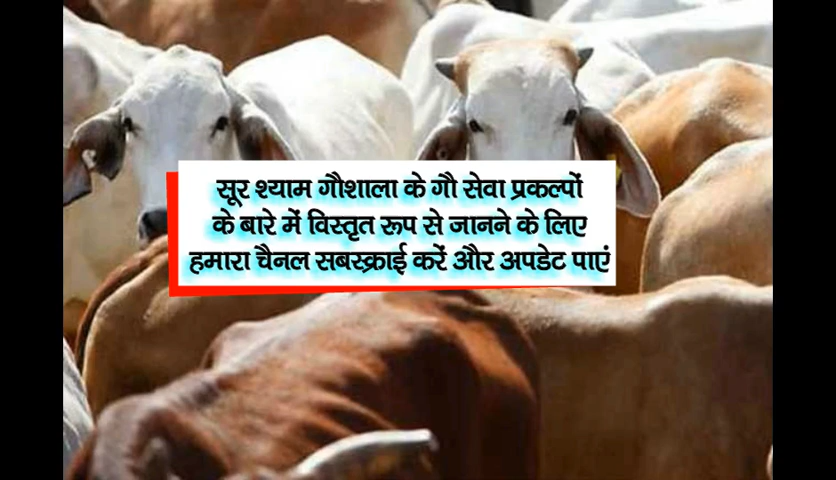 सूर श्याम गौशाला के गौ सेवा प्रकल्पों
के बारे में विस्तृत रूप से जानने के लिए
हमारा चैनल सबस्क्राई करें और अपडेट पाएं